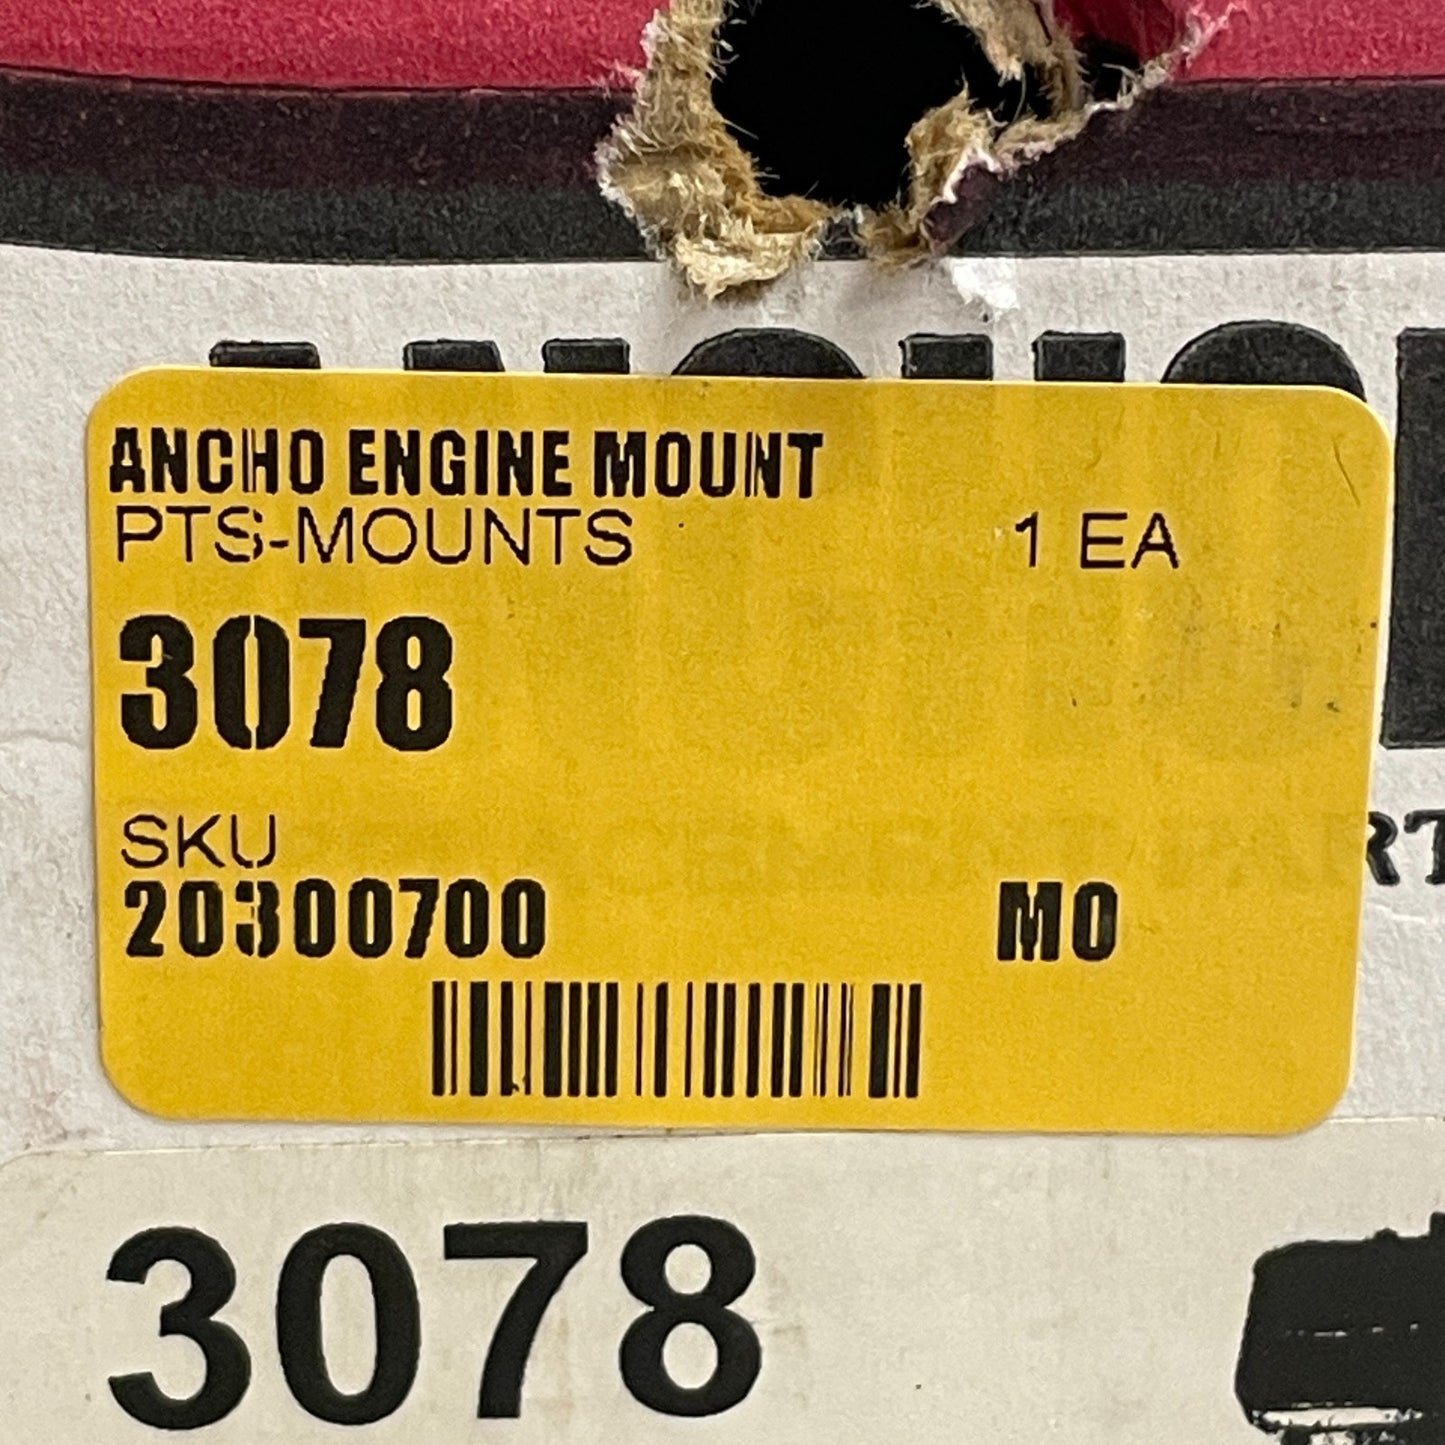 ANCHO ENGINE MOUNT
PTS-MOUNTS 1 EA
3078
SKU
20300700 MO
3078